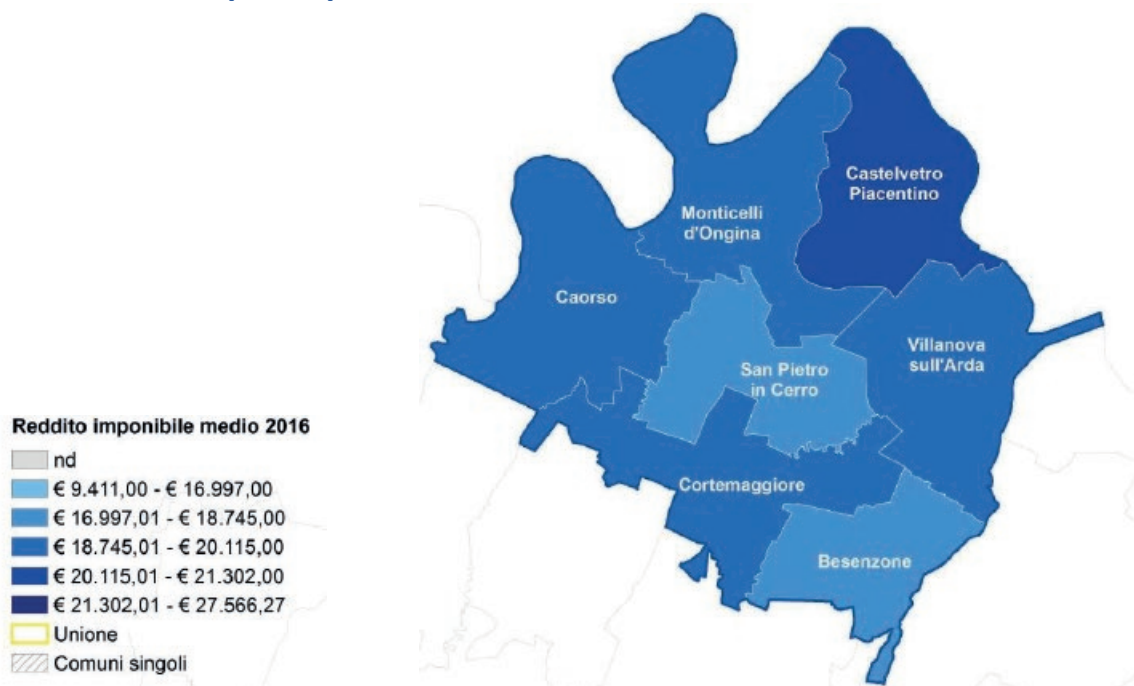 Castelvetro
Piacentino
Monticelli
d'Ongina
Caorso
Villanova
sull'Arda
San Pietro
in Cerro
Cortemaggiore
Besenzone
Reddito imponibile medio 2016
nd
€ 9.411,00 - € 16.997,00
€ 16.997,01 - € 18.745,00
€ 18.745,01 - € 20.115,00
€ 20.115,01 - € 21.302,00
€ 21.302,01 - € 27.566,27
Unione
Comuni singoli